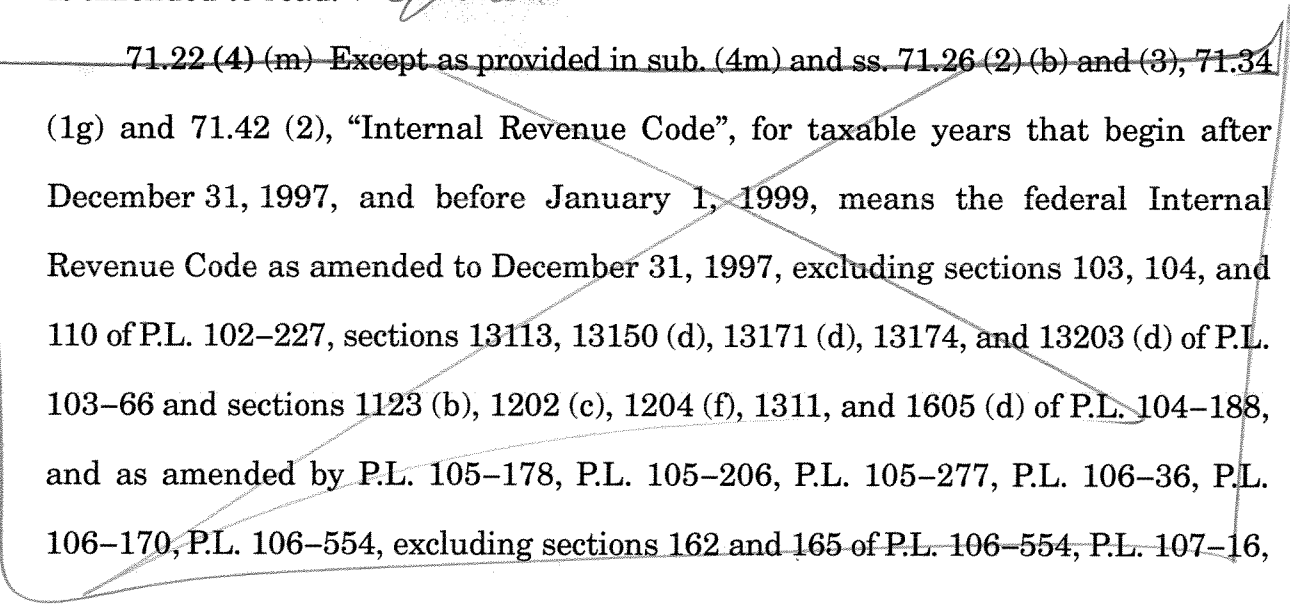 71.22 (4) (m) Except as provided in sub. (4m) and ss. 71.26 (2) (b) and (3), 71.34
(1g) and 71.42 (2), “Internal Revenue Code”, for taxable years that begin after
December 31, 1997, and before January 1, 1999, means the federal Internal
Revenue Code as amended to December 31, 1997, excluding sections 103, 104, and
110 of P.L. 102–227, sections 13113, 13150 (d), 13171 (d), 13174, and 13203 (d) of P.L.
103–66 and sections 1123 (b), 1202 (c), 1204 (f), 1311, and 1605 (d) of P.L. 104–188,
and as amended by P.L. 105–178, P.L. 105–206, P.L. 105–277, P.L. 106–36, P.L.
106–170, P.L. 106–554, excluding sections 162 and 165 of P.L. 106–554, P.L. 107–16,